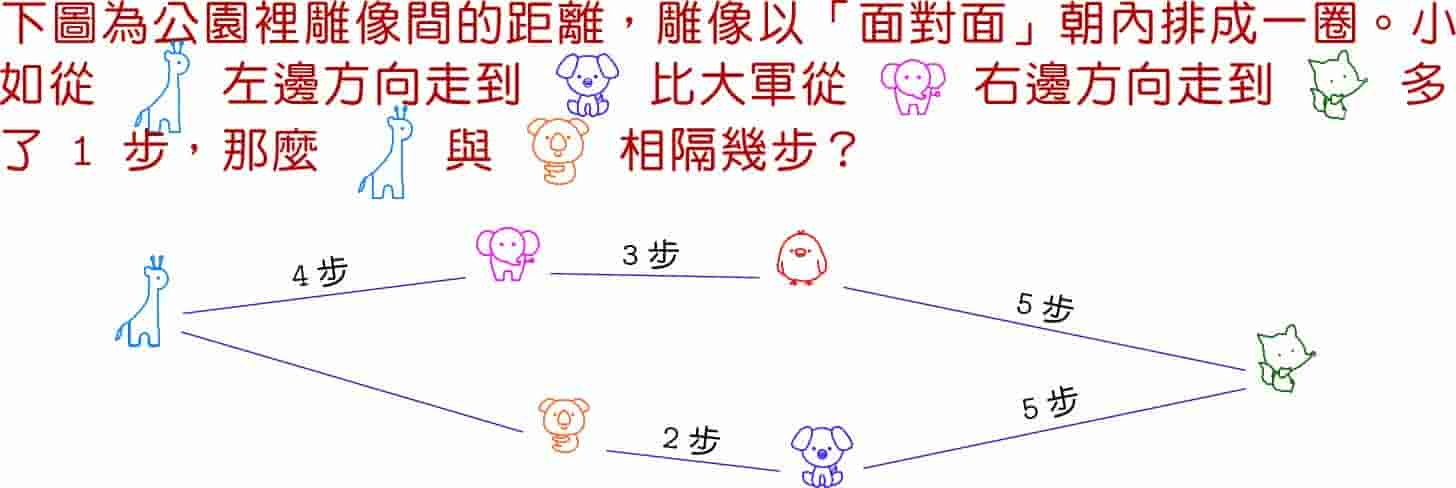 下圖為公園裡雕像間的距離，雕像以「面對面」朝內排成一圈。小
如從 左邊方向走到 比大軍從 右邊方向走到 多
了 1 步，那麼 與 相隔幾步？
4 步
3 步
5 步
5 步
2 步